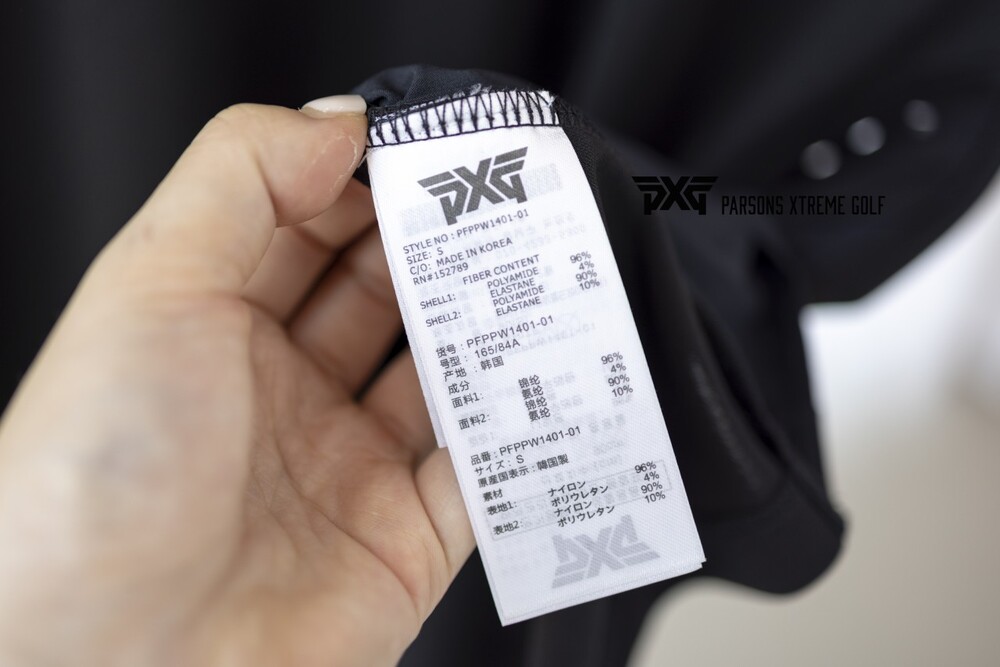 PXG
STYLE NO : PFPPW1401-01
SIZE: S
C/O: MADE IN KOREA
RN#152789
FIBER CONTENT
SHELL1: POLYAMIDE 96%
ELASTANE 4%
SHELL2: POLYAMIDE 90%
ELASTANE 10%
货号 : PFPPW1401-01
号型 : 165/84A
产地 : 韩国
成分
面料1: 锦纶 96%
氨纶 4%
面料2: 锦纶 90%
氨纶 10%
品番 : PFPPW1401-01
サイズ : S
原産国表示 : 韓国製
素材
表地1: ナイロン 96%
ポリウレタン 4%
表地2: ナイロン 90%
ポリウレタン 10%
PXG PARSONS XTREME GOLF